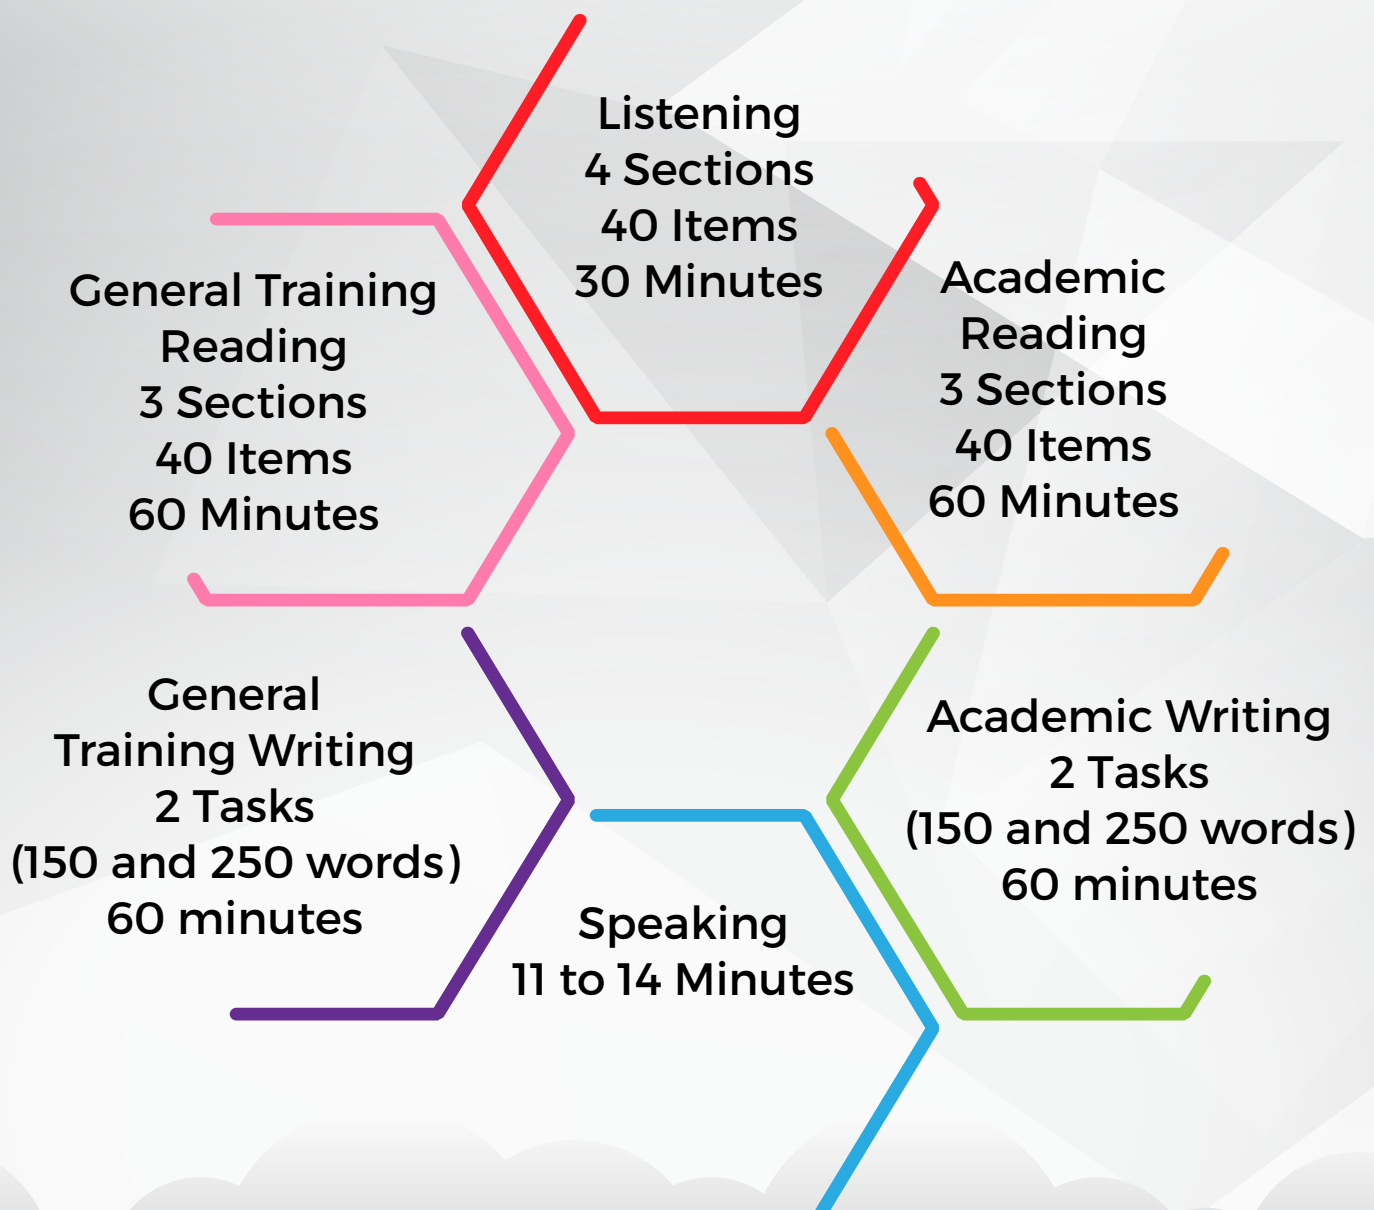 Listening
4 Sections
40 Items
30 Minutes
General Training
Reading
3 Sections
40 Items
60 Minutes
Academic
Reading
3 Sections
40 Items
60 Minutes
General
Training Writing
2 Tasks
(150 and 250 words)
60 minutes
Academic Writing
2 Tasks
(150 and 250 words)
60 minutes
Speaking
11 to 14 Minutes